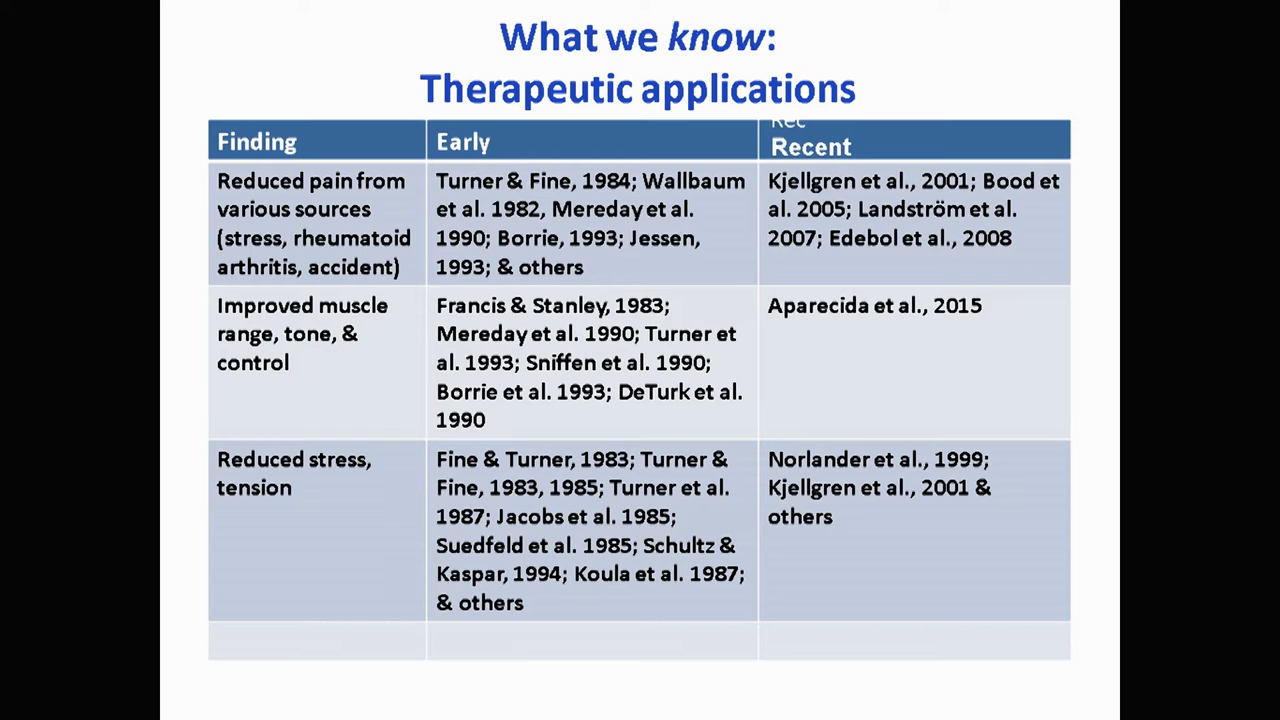 What we know:
Therapeutic applications
Finding
Early
Rec
Recent
Reduced pain from
various sources
(stress, rheumatoid
arthritis, accident)
Turner & Fine, 1984; Wallbaum
et al. 1982, Mereday et al.
1990; Borrie, 1993; Jessen,
1993; & others
Kjellgren et al., 2001; Bood et
al. 2005; Landström et al.
2007; Edebol et al., 2008
Improved muscle
range, tone, &
control
Francis & Stanley, 1983;
Mereday et al. 1990; Turner et
al. 1993; Sniffen et al. 1990;
Borrie et al. 1993; DeTurk et al.
1990
Aparecida et al., 2015
Reduced stress,
tension
Fine & Turner, 1983; Turner &
Fine, 1983, 1985; Turner et al.
1987; Jacobs et al. 1985;
Suedfeld et al. 1985; Schultz &
Kaspar, 1994; Koula et al. 1987;
& others
Norlander et al., 1999;
Kjellgren et al., 2001 &
others